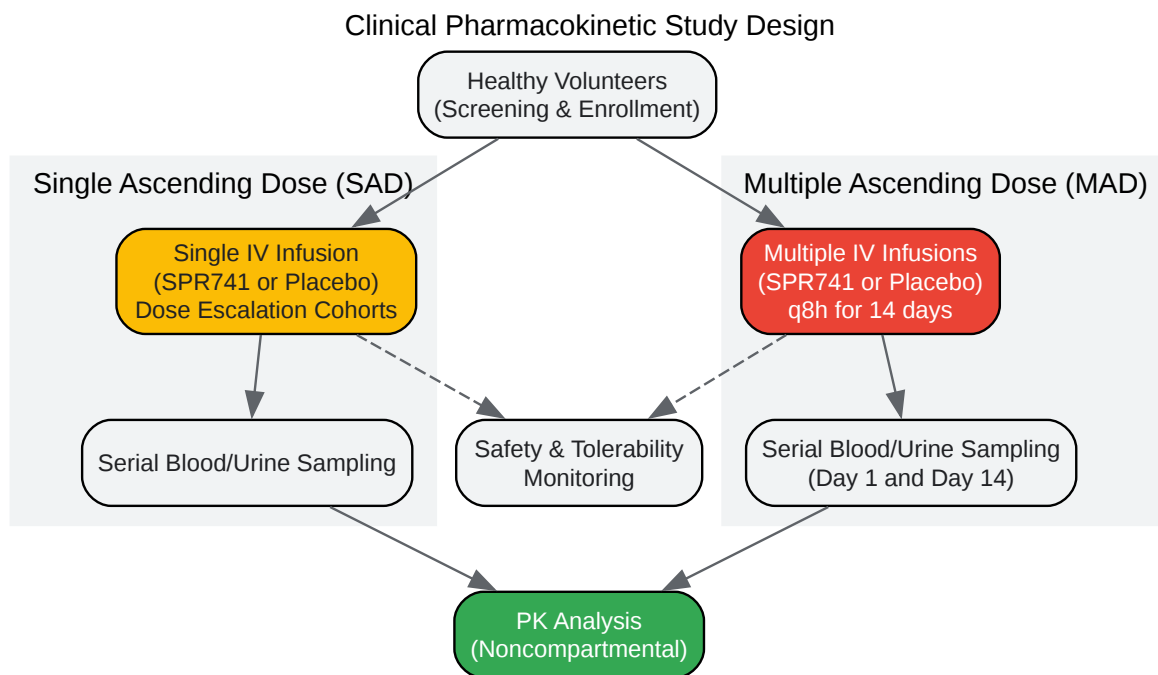 Clinical Pharmacokinetic Study Design
Healthy Volunteers
(Screening & Enrollment)
Single Ascending Dose (SAD)
Multiple Ascending Dose (MAD)
Single IV Infusion
(SPR741 or Placebo)
Dose Escalation Cohorts
Multiple IV Infusions
(SPR741 or Placebo)
q8h for 14 days
Serial Blood/Urine Sampling
Safety & Tolerability
Monitoring
Serial Blood/Urine Sampling
(Day 1 and Day 14)
PK Analysis
(Noncompartmental)